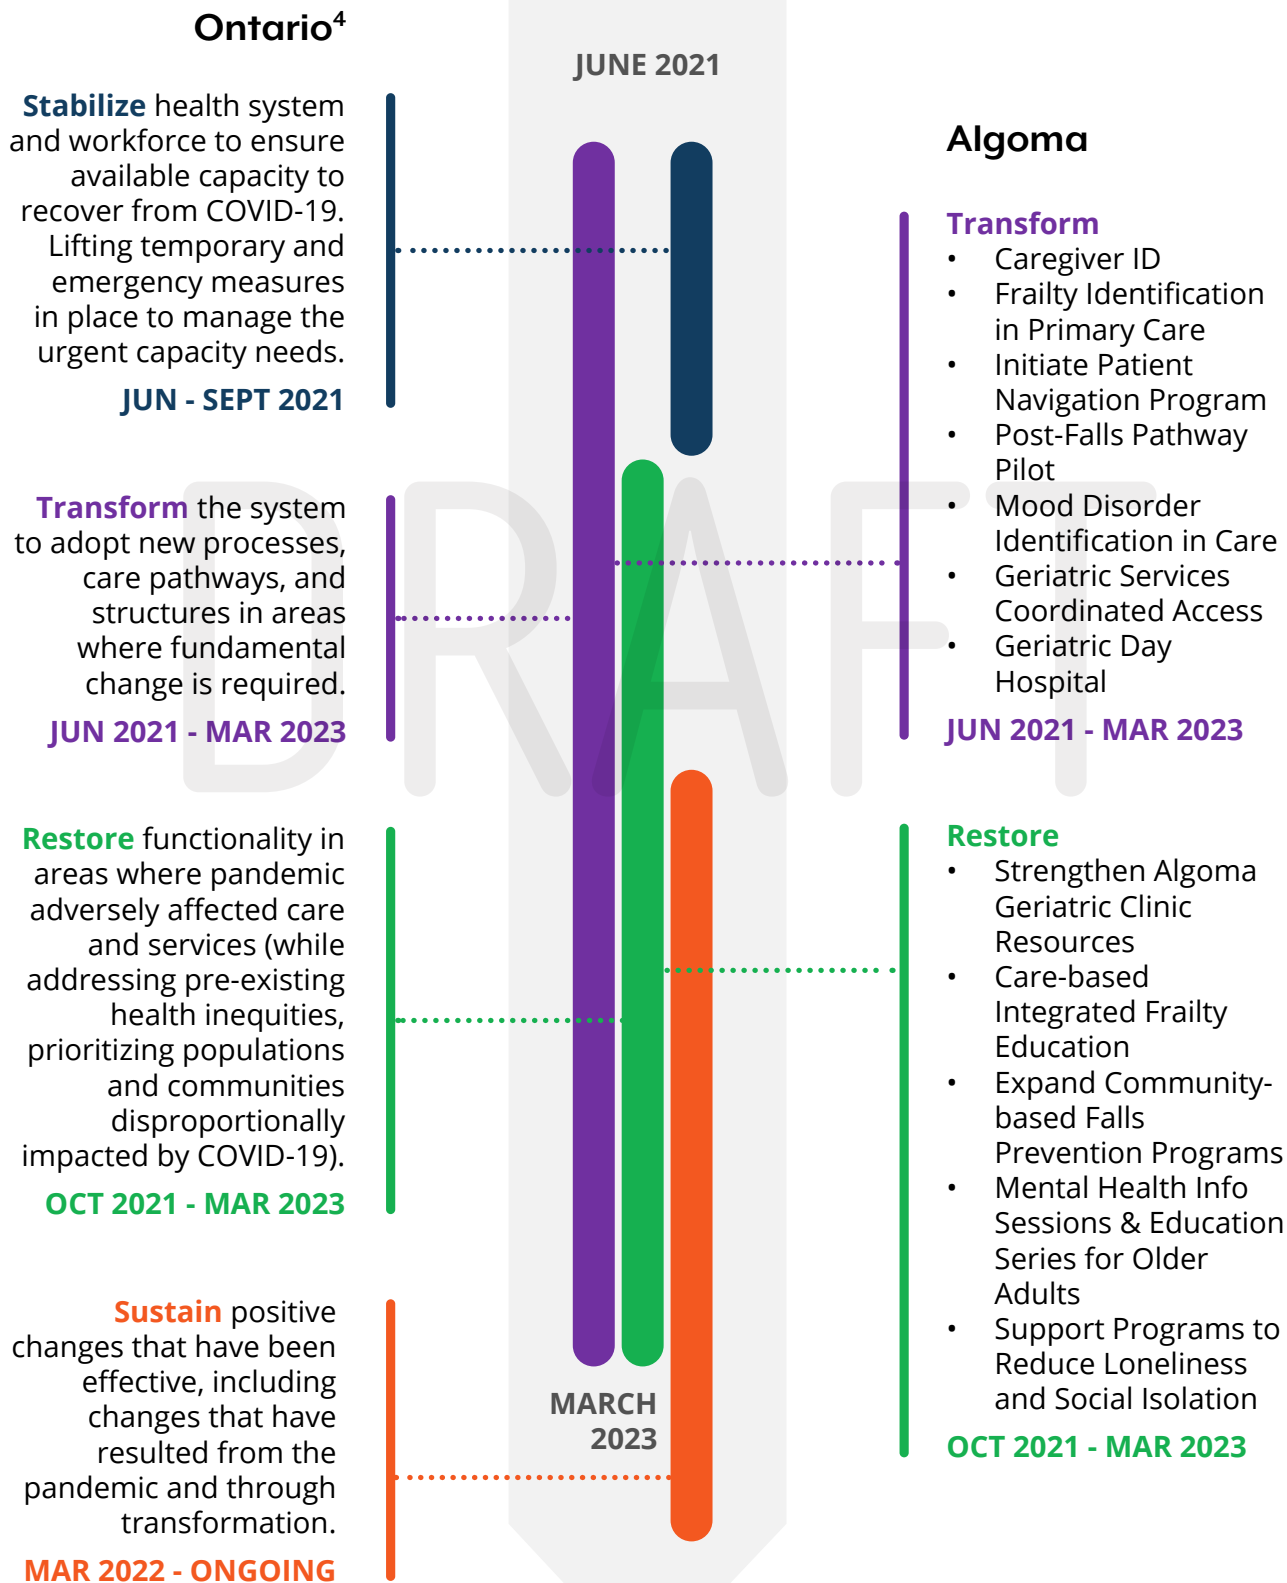 Ontario⁴
Stabilize health system
and workforce to ensure
available capacity to
recover from COVID-19.
Lifting temporary and
emergency measures
in place to manage the
urgent capacity needs.
JUN - SEPT 2021
Transform the system
to adopt new processes,
care pathways, and
structures in areas
where fundamental
change is required.
JUN 2021 - MAR 2023
Restore functionality in
areas where pandemic
adversely affected care
and services (while
addressing pre-existing
health inequities,
prioritizing populations
and communities
disproportionally
impacted by COVID-19).
OCT 2021 - MAR 2023
Sustain positive
changes that have been
effective, including
changes that have
resulted from the
pandemic and through
transformation.
MAR 2022 - ONGOING
JUNE 2021
MARCH
2023
DRAFT
Algoma
Transform
• Caregiver ID
• Frailty Identification
in Primary Care
• Initiate Patient
Navigation Program
• Post-Falls Pathway
Pilot
• Mood Disorder
Identification in Care
• Geriatric Services
Coordinated Access
• Geriatric Day
Hospital
JUN 2021 - MAR 2023
Restore
• Strengthen Algoma
Geriatric Clinic
Resources
• Care-based
Integrated Frailty
Education
• Expand Community-
based Falls
Prevention Programs
• Mental Health Info
Sessions & Education
Series for Older
Adults
• Support Programs to
Reduce Loneliness
and Social Isolation
OCT 2021 - MAR 2023